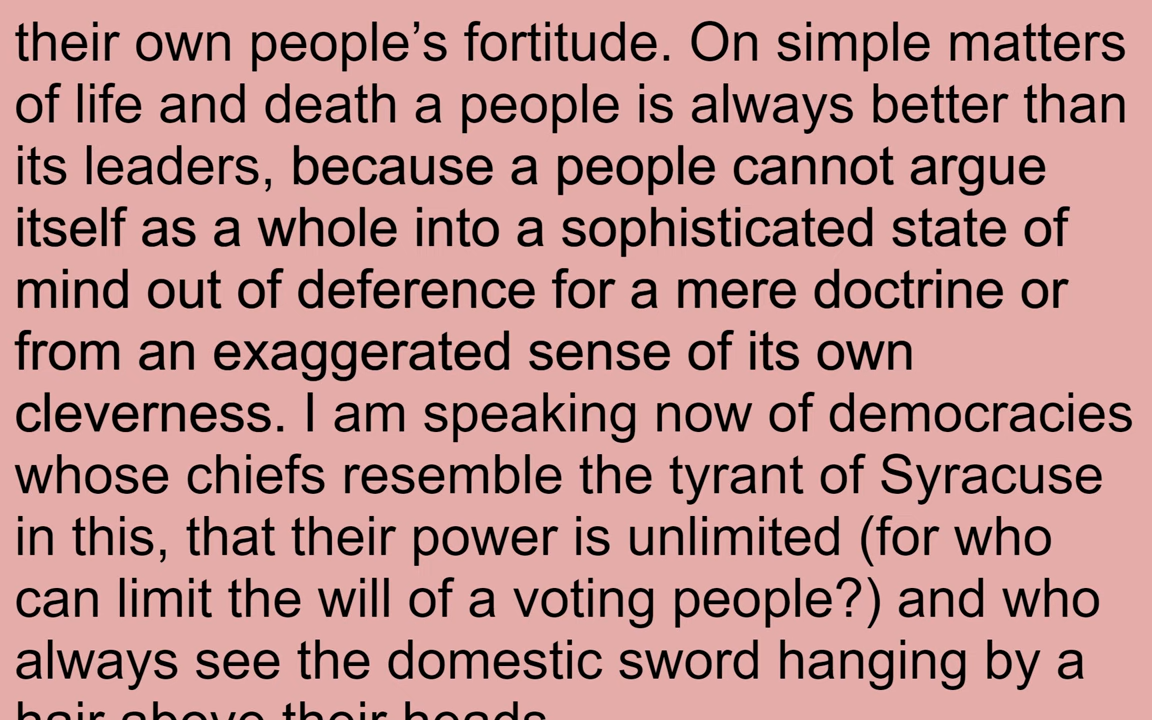 their own people’s fortitude. On simple matters
of life and death a people is always better than
its leaders, because a people cannot argue
itself as a whole into a sophisticated state of
mind out of deference for a mere doctrine or
from an exaggerated sense of its own
cleverness. I am speaking now of democracies
whose chiefs resemble the tyrant of Syracuse
in this, that their power is unlimited (for who
can limit the will of a voting people?) and who
always see the domestic sword hanging by a
hair above their heads.